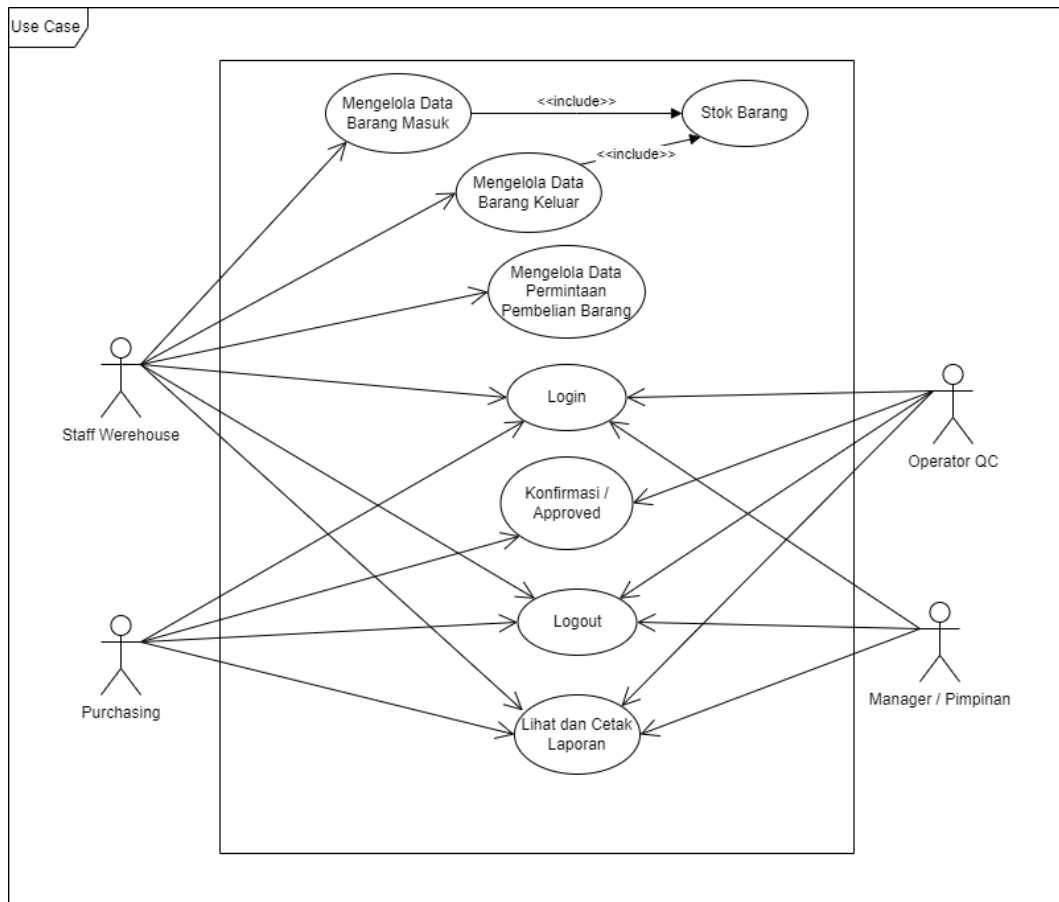 Use Case
Mengelola Data
Barang Masuk
<<include>>
Stok Barang
<<include>>
Mengelola Data
Barang Keluar
Mengelola Data
Permintaan
Pembelian Barang
Login
Staff Werehouse
Operator QC
Konfirmasi /
Approved
Logout
Purchasing
Manager / Pimpinan
Lihat dan Cetak
Laporan